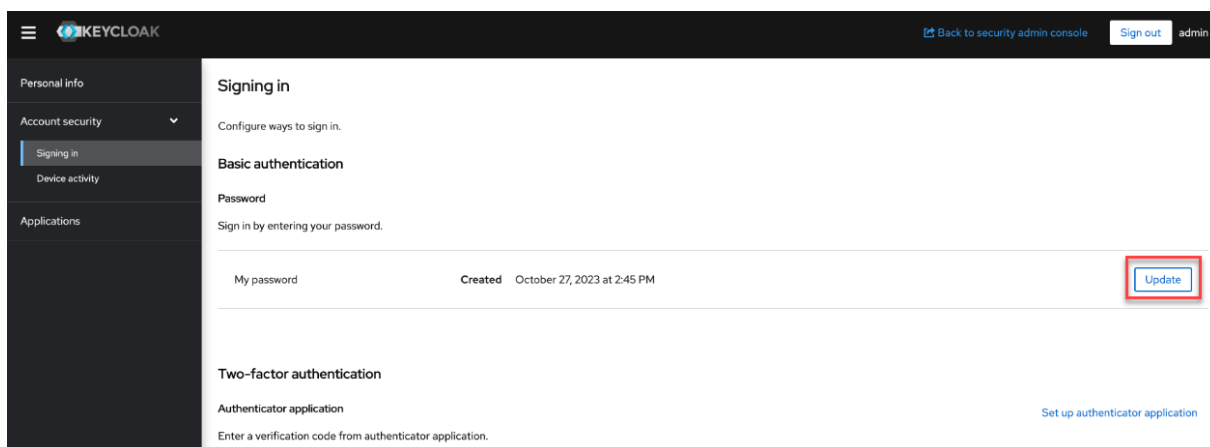 KEYCLOAK
Back to security admin console
Sign out
admin
Personal info
Account security
Signing in
Device activity
Applications
Signing in
Configure ways to sign in.
Basic authentication
Password
Sign in by entering your password.
My password Created October 27, 2023 at 2:45 PM Update
Two-factor authentication
Authenticator application
Set up authenticator application
Enter a verification code from authenticator application.